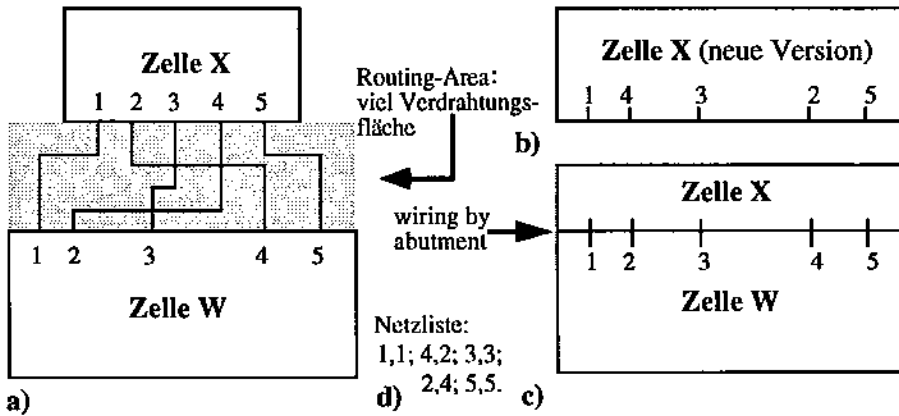 Zelle X
1 2 3 4 5
1 2 3 4 5
Zelle W
a)
Routing-Area:
viel Verdrahtungs-
fläche
wiring by
abutment
Netzliste:
1,1; 4,2; 3,3;
2,4; 5,5.
d)
Zelle X (neue Version)
1 4 3 2 5
b)
Zelle X
1 2 3 4 5
Zelle W
c)